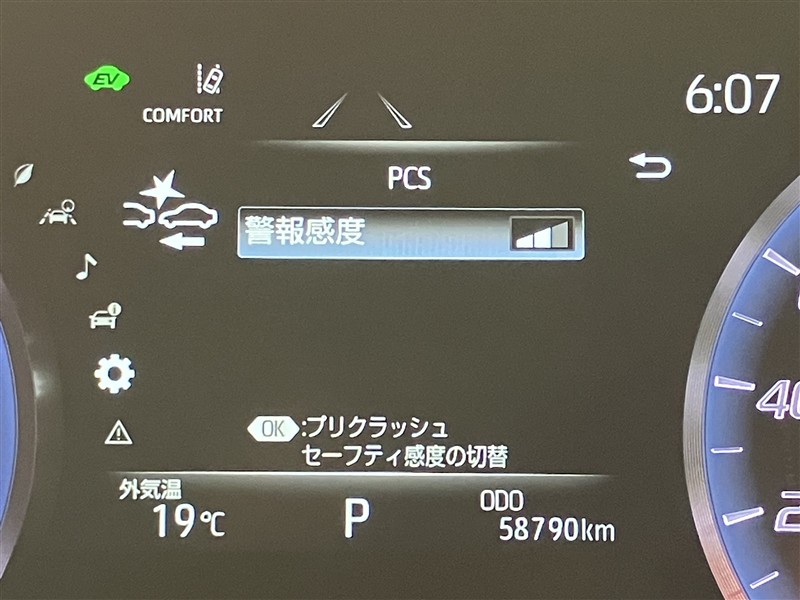 EV
COMFORT
6:07
PCS
警報感度
OK :プリクラッシュ
セーフティ感度の切替
外気温
19℃
P
ODO
58790km